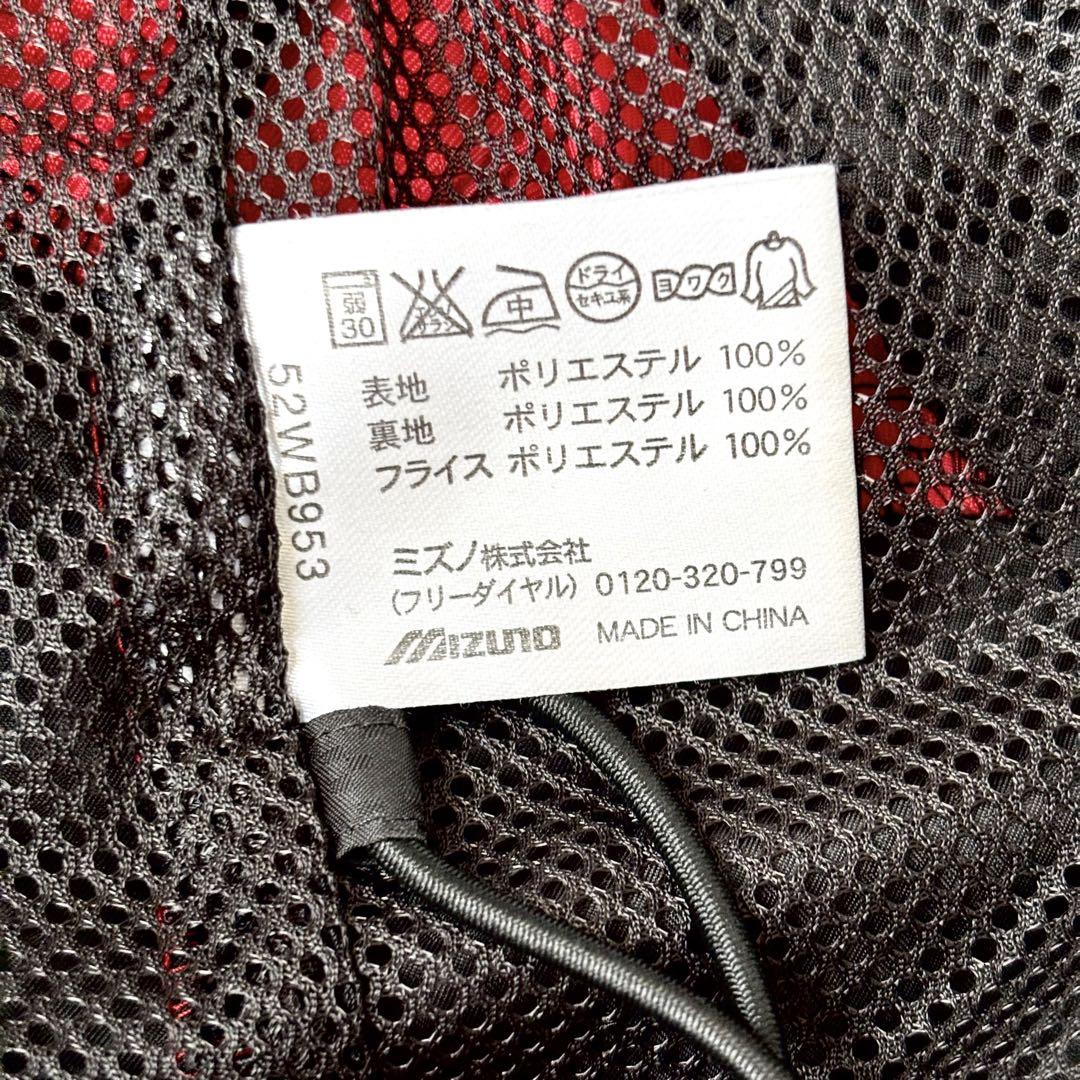 弱 30 サラシ 中 ドライ セキユ系 ヨワク
表地 ポリエステル 100%
裏地 ポリエステル 100%
フライス ポリエステル 100%
ミズノ株式会社
(フリーダイヤル) 0120-320-799
MIZUNO MADE IN CHINA
52WB953